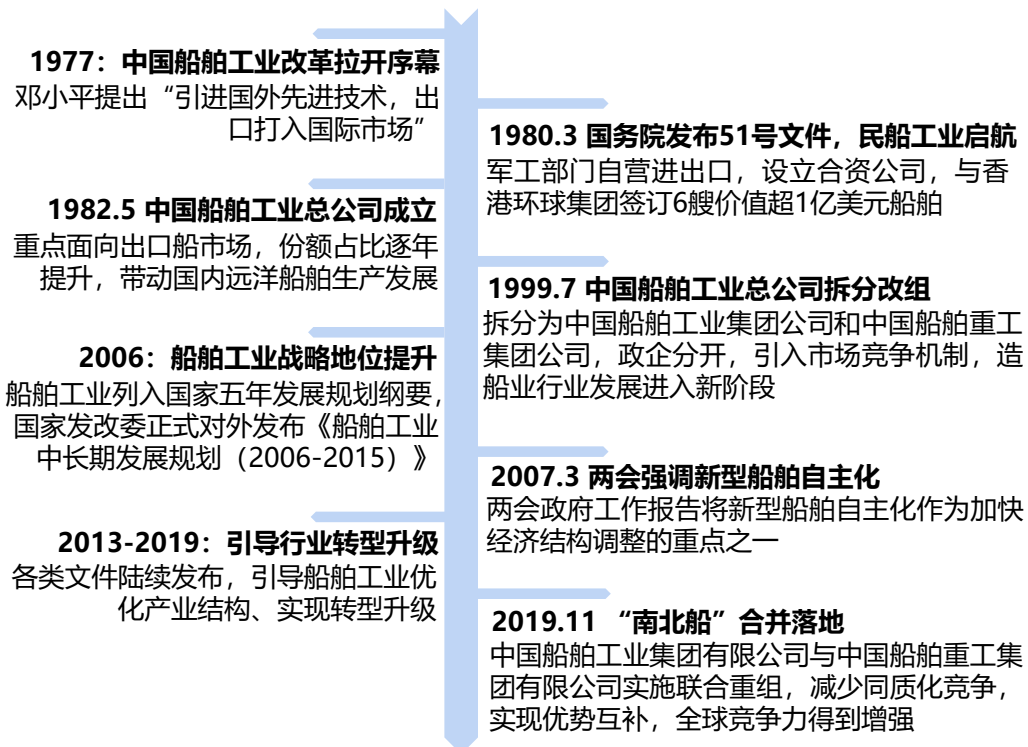 1977：中国船舶工业改革拉开序幕
邓小平提出“引进国外先进技术，出
口打入国际市场”
1980.3 国务院发布51号文件，民船工业启航
军工部门自营进出口，设立合资公司，与香
港环球集团签订6艘价值超1亿美元船舶
1982.5 中国船舶工业总公司成立
重点面向出口船市场，份额占比逐年
提升，带动国内远洋船舶生产发展
1999.7 中国船舶工业总公司拆分改组
拆分为中国船舶工业集团公司和中国船舶重工
集团公司，政企分开，引入市场竞争机制，造
船业行业发展进入新阶段
2006：船舶工业战略地位提升
船舶工业列入国家五年发展规划纲要，
国家发改委正式对外发布《船舶工业
中长期发展规划（2006-2015）》
2007.3 两会强调新型船舶自主化
两会政府工作报告将新型船舶自主化作为加快
经济结构调整的重点之一
2013-2019：引导行业转型升级
各类文件陆续发布，引导船舶工业优
化产业结构、实现转型升级
2019.11 “南北船”合并落地
中国船舶工业集团有限公司与中国船舶重工集
团有限公司实施联合重组，减少同质化竞争，
实现优势互补，全球竞争力得到增强